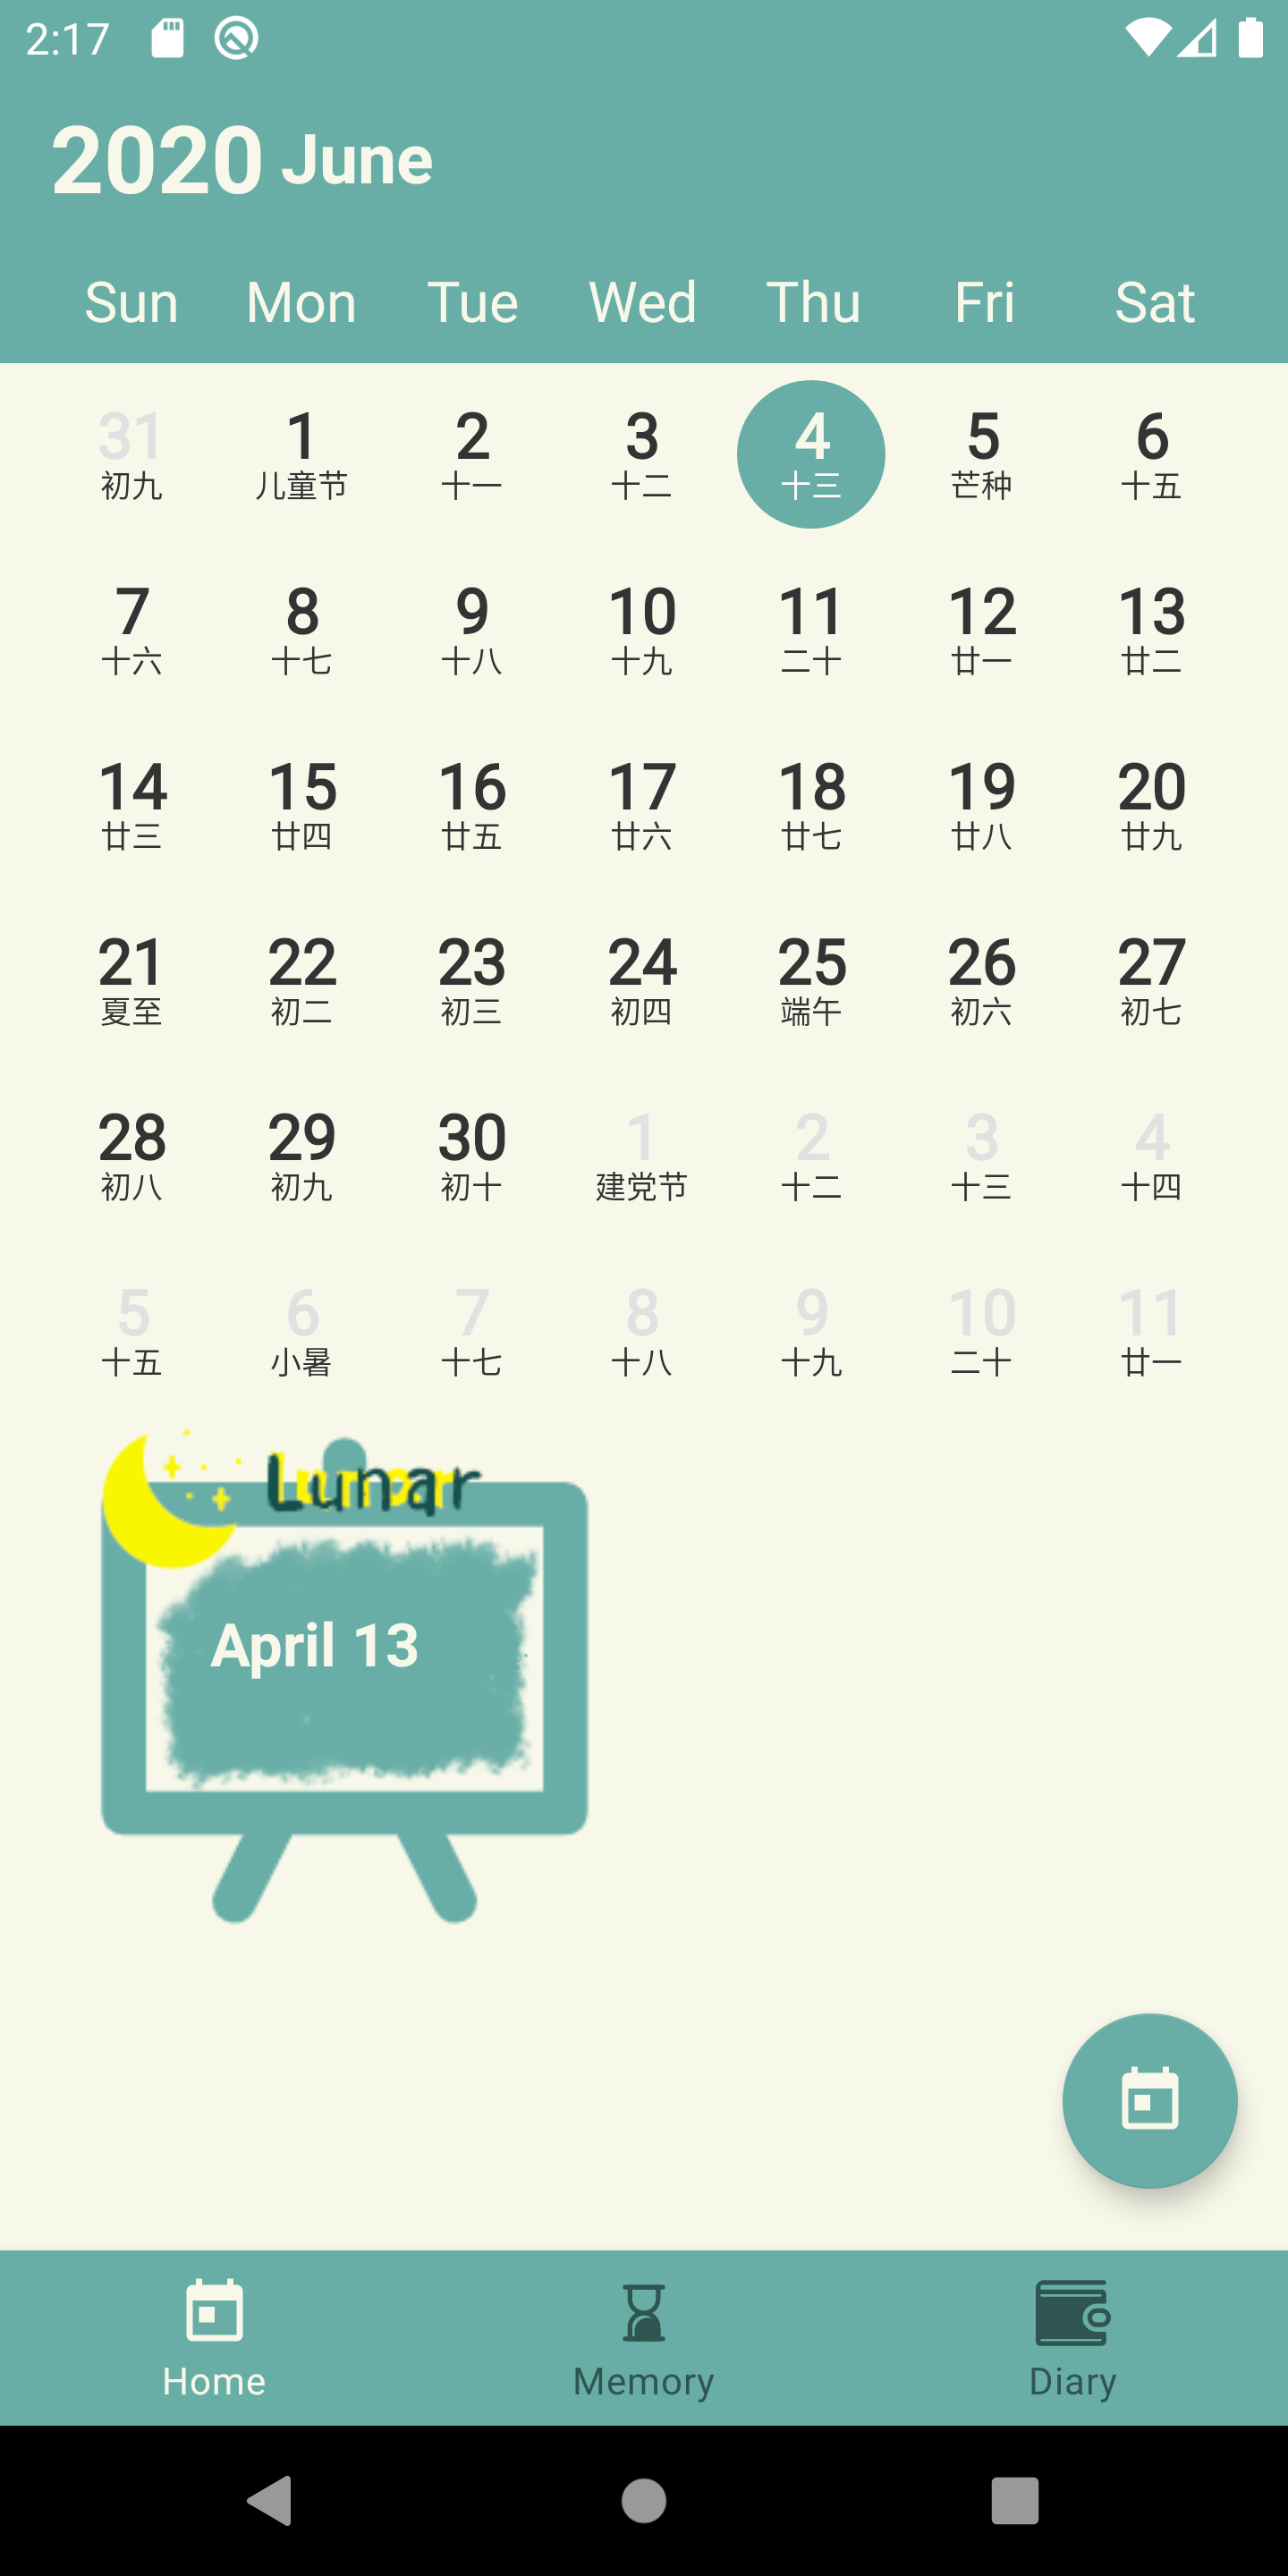 2:17
2020 June
Sun Mon Tue Wed Thu Fri Sat
31 1 2 3 4 5 6
初九 儿童节 十一 十二 十三 芒种 十五
7 8 9 10 11 12 13
十六 十七 十八 十九 二十 廿一 廿二
14 15 16 17 18 19 20
廿三 廿四 廿五 廿六 廿七 廿八 廿九
21 22 23 24 25 26 27
夏至 初二 初三 初四 端午 初六 初七
28 29 30 1 2 3 4
初八 初九 初十 建党节 十二 十三 十四
5 6 7 8 9 10 11
十五 小暑 十七 十八 十九 二十 廿一
Lunar
April 13
Home Memory Diary